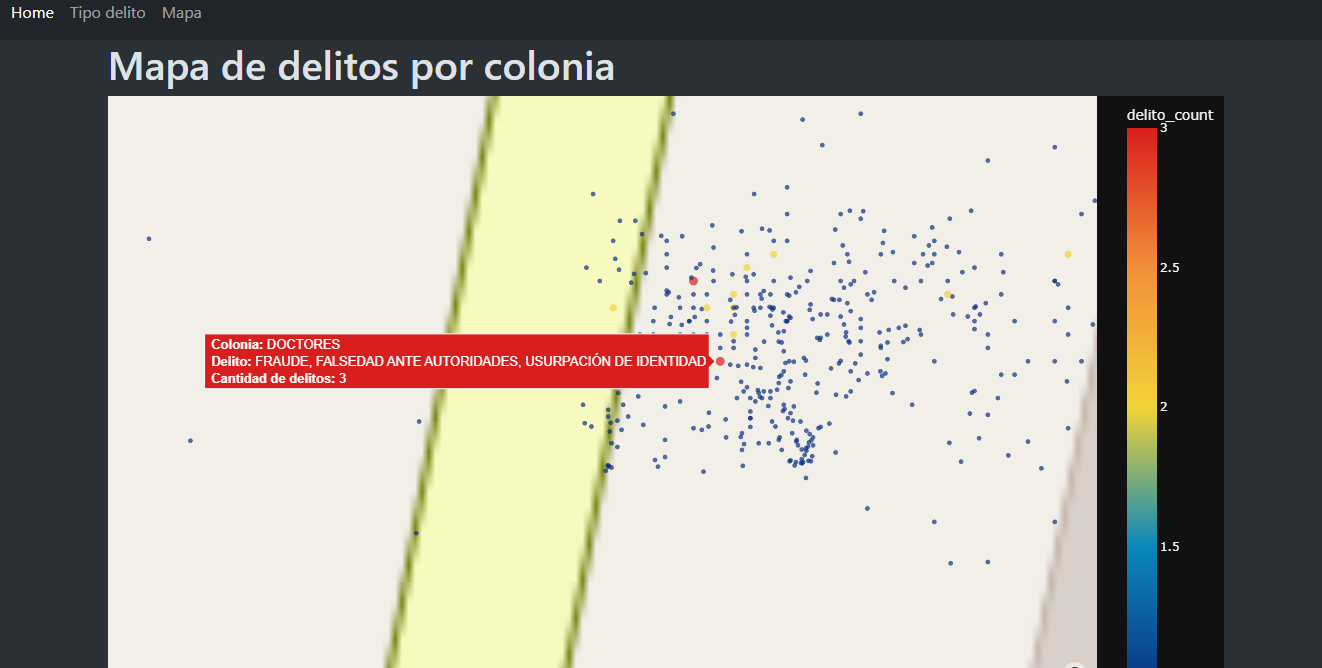 Home Tipo delito Mapa
Mapa de delitos por colonia
delito_count
3
2.5
2
1.5
Colonia: DOCTORES
Delito: FRAUDE, FALSEDAD ANTE AUTORIDADES, USURPACIÓN DE IDENTIDAD
Cantidad de delitos: 3